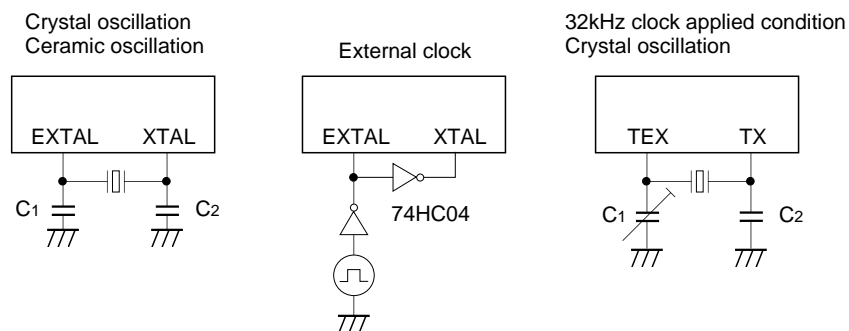 Crystal oscillation
Ceramic oscillation
EXTAL XTAL
C1 C2
External clock
EXTAL XTAL
74HC04
32kHz clock applied condition
Crystal oscillation
TEX TX
C1 C2